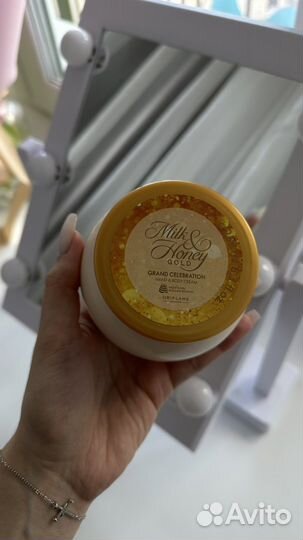 Milk &
Honey
GOLD
GRAND CELEBRATION
HAND & BODY CREAM
ORIFLAME
Avito